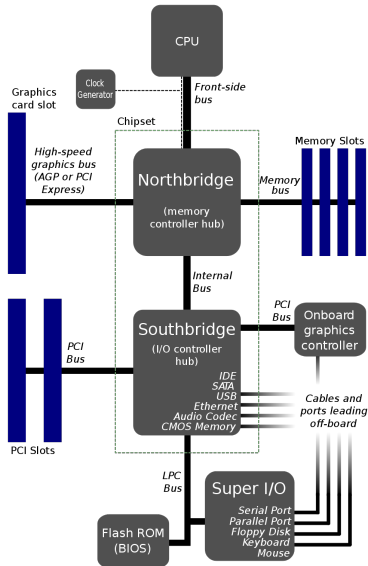 CPU
Clock
Generator
Front-side
bus
Graphics
card slot
Chipset
High-speed
graphics bus
(AGP or PCI
Express)
Northbridge
(memory
controller hub)
Memory
bus
Memory Slots
Internal
Bus
Southbridge
(I/O controller
hub)
PCI
Bus
PCI
Bus
Onboard
graphics
controller
IDE
SATA
USB
Ethernet
Audio Codec
CMOS Memory
Cables and
ports leading
off-board
PCI Slots
LPC
Bus
Super I/O
Serial Port
Parallel Port
Floppy Disk
Keyboard
Mouse
Flash ROM
(BIOS)